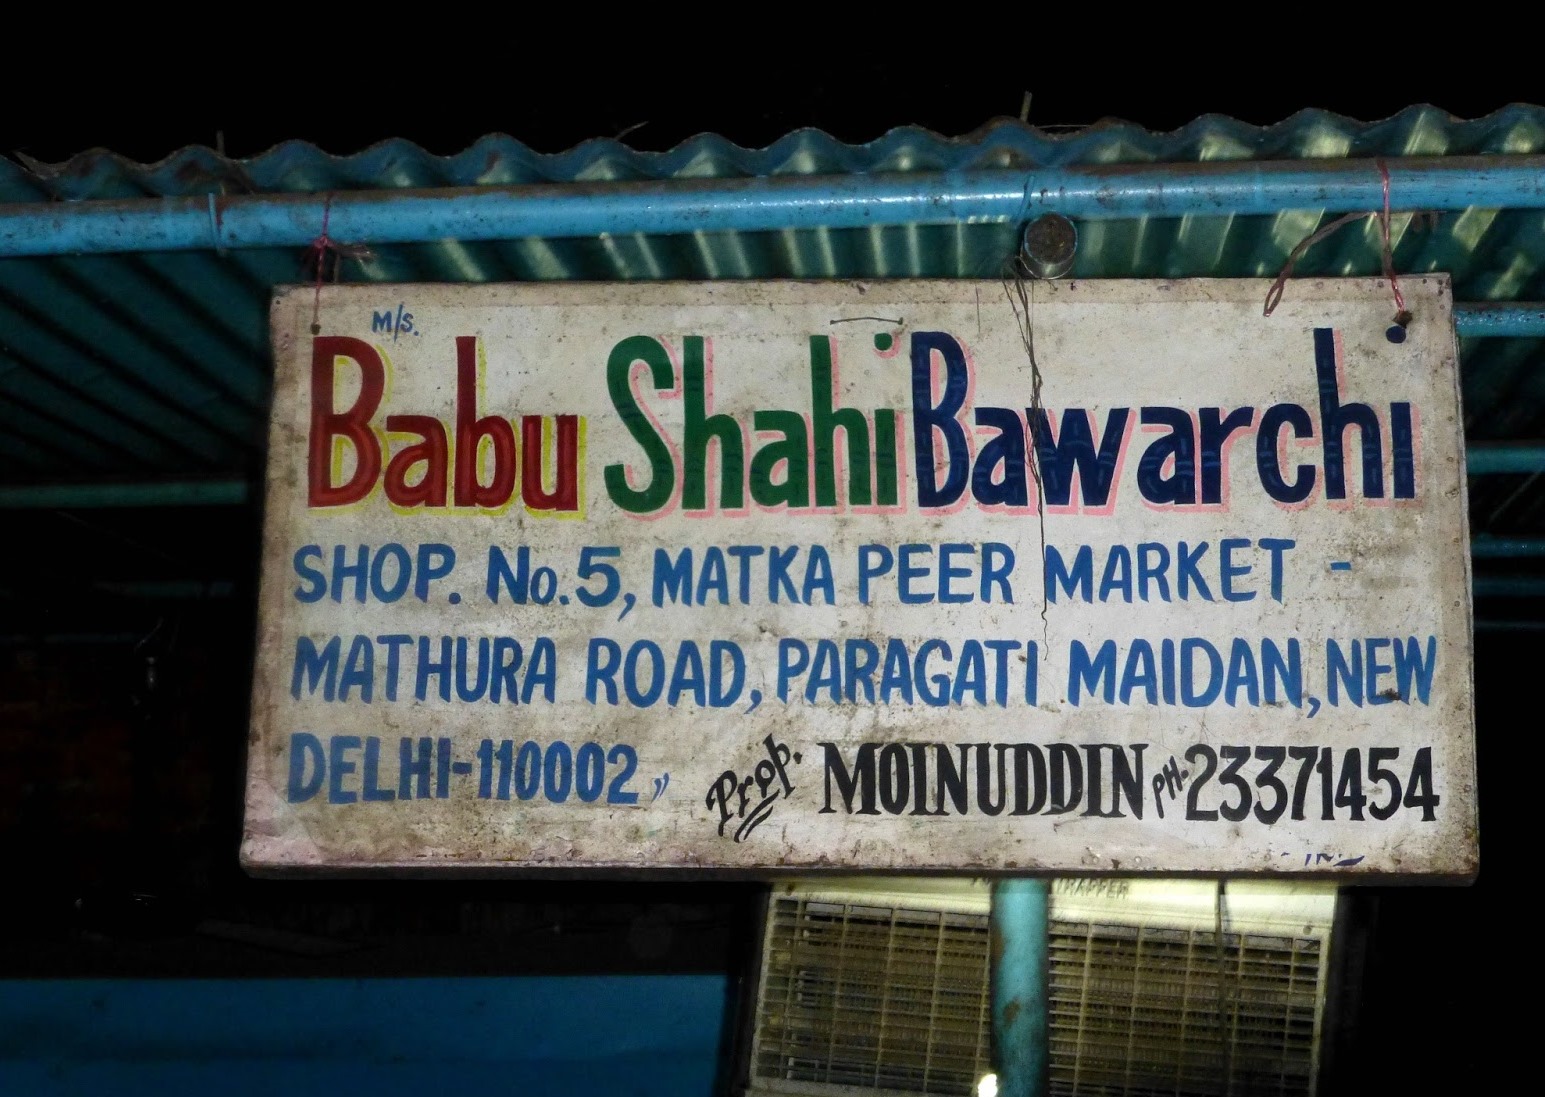 M/S.
Babu Shahi Bawarchi
SHOP. No.5, MATKA PEER MARKET -
MATHURA ROAD, PARAGATI MAIDAN, NEW
DELHI-110002 ,, Prop. MOINUDDIN PH-23371454